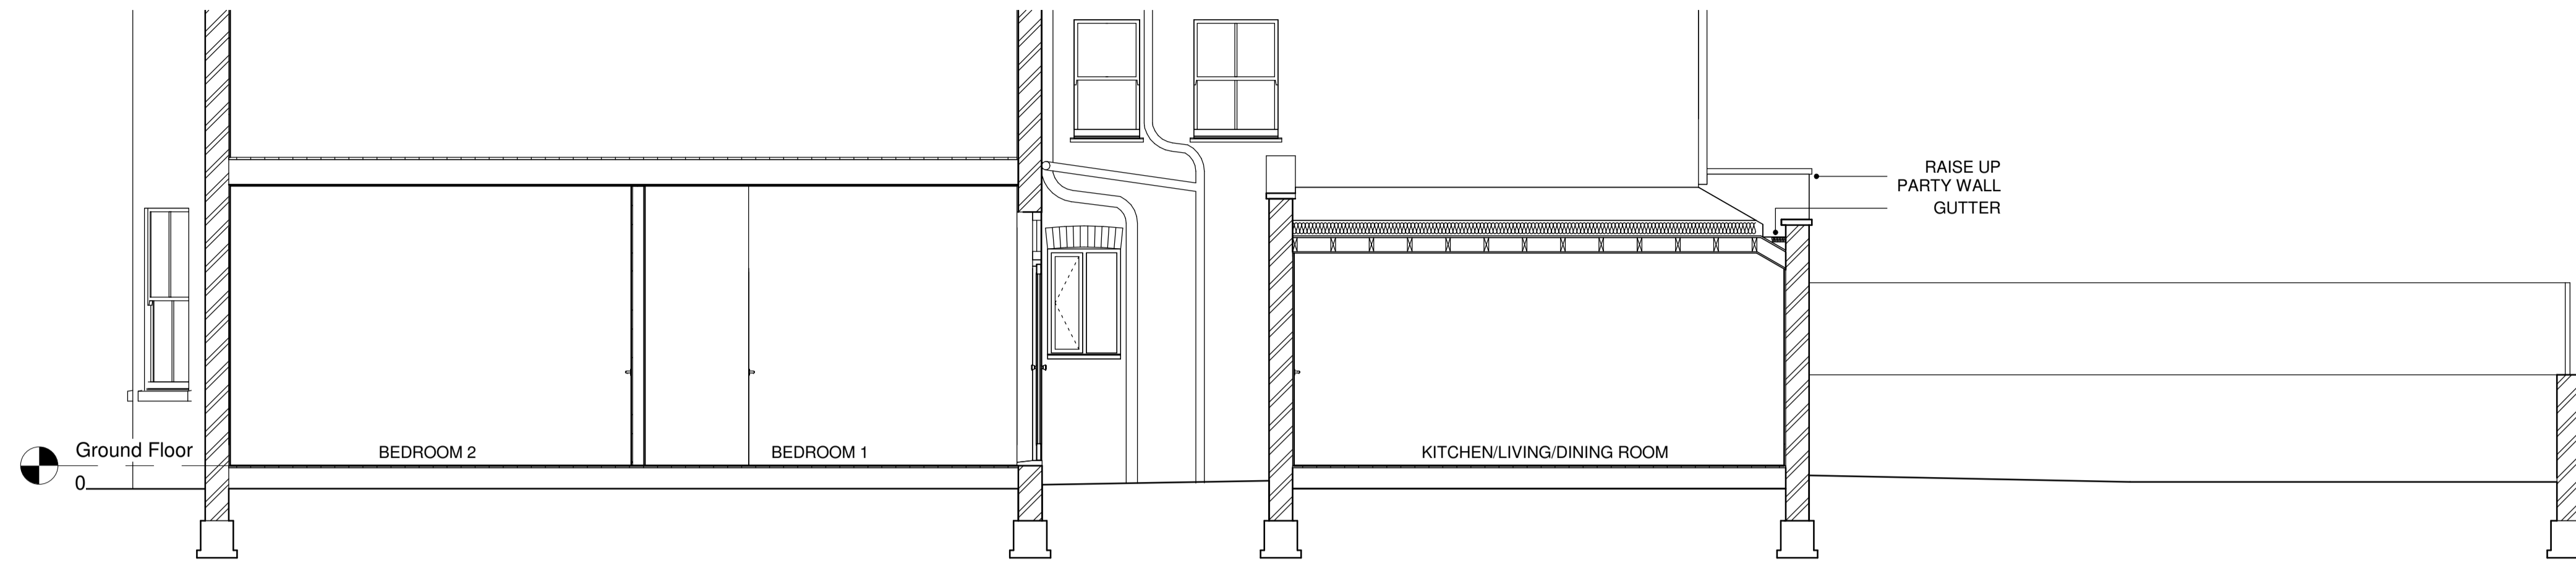 RAISE UP
PARTY WALL
GUTTER
Ground Floor
0
BEDROOM 2
BEDROOM 1
KITCHEN/LIVING/DINING ROOM